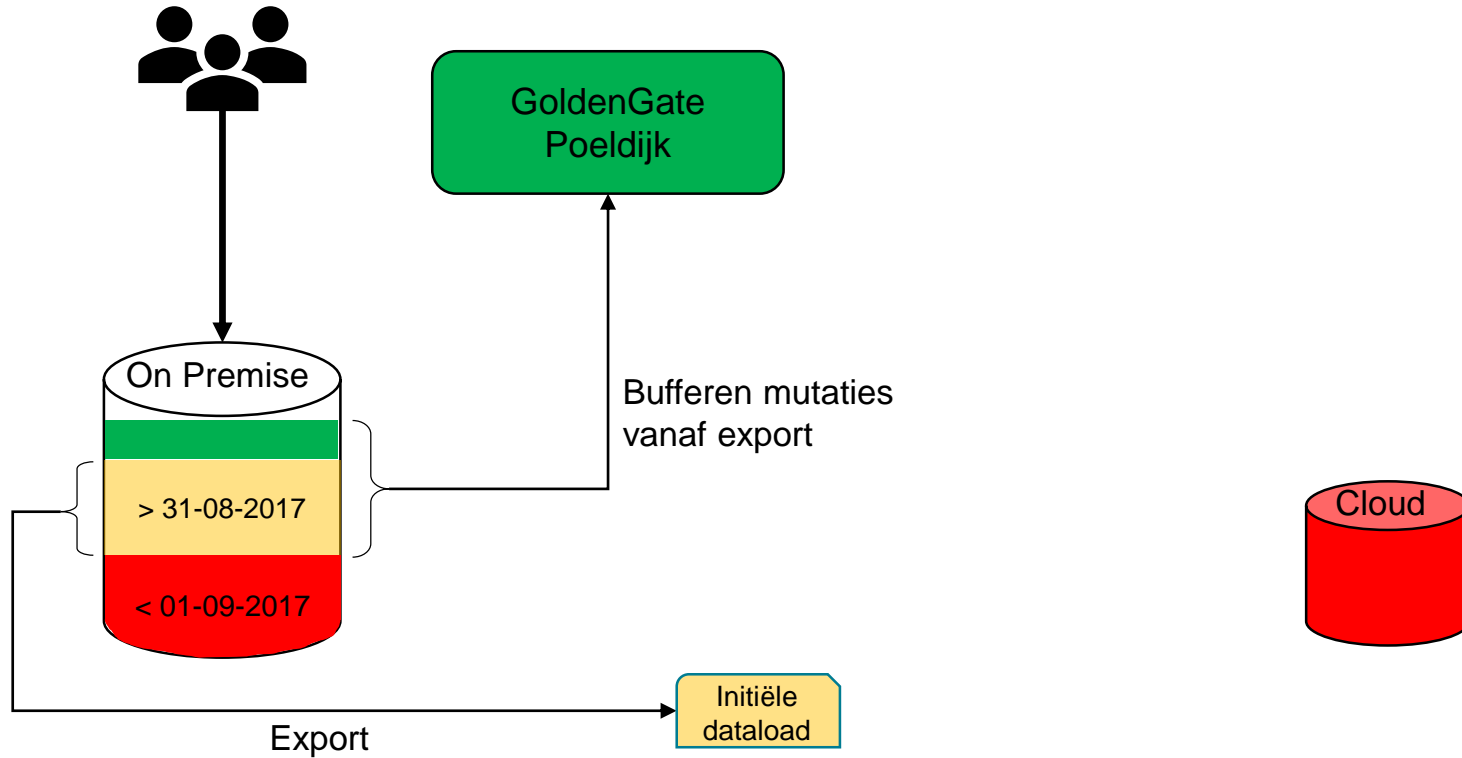 GoldenGate
Poeldijk
On Premise
Bufferen mutaties
vanaf export
> 31-08-2017
Cloud
< 01-09-2017
Initiële
dataload
Export